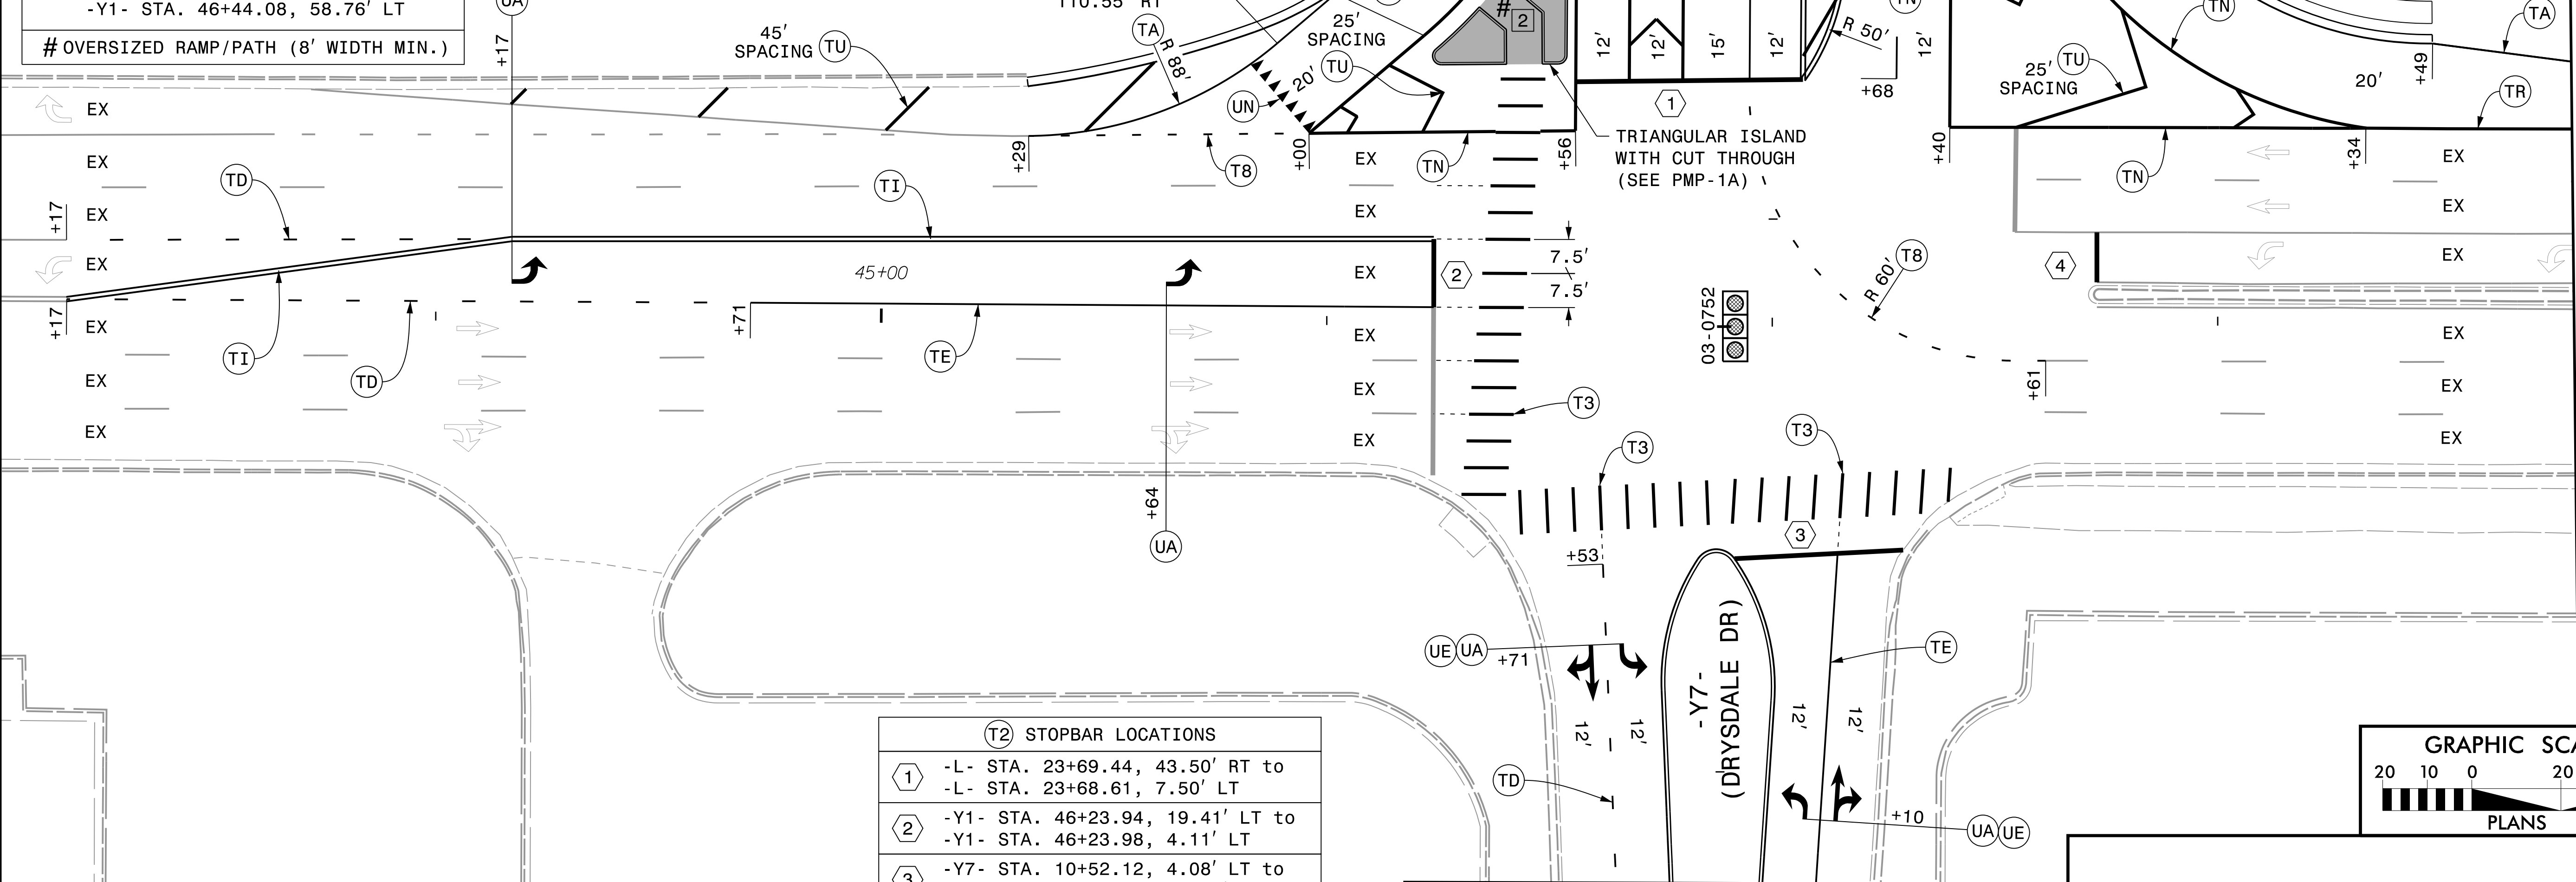 -Y1- STA. 46+44.08, 58.76' LT
# OVERSIZED RAMP/PATH (8' WIDTH MIN.)
UA
+17
45'
SPACING
TU
110.55' RT
TA
R 88'
25'
SPACING
TU
20'
UN
# 2
12'
12'
15'
12'
R 50'
TN
12'
+68
1
TN
TA
+49
25'
SPACING
TU
20'
TR
EX
EX
EX
EX
EX
EX
EX
TD
+17
+17
TI
TI
TD
+29
T8
+00
TN
+56
TRIANGULAR ISLAND
WITH CUT THROUGH
(SEE PMP-1A)
+40
TN
+34
EX
EX
EX
EX
EX
EX
EX
EX
EX
EX
EX
EX
45+00
2
7.5'
7.5'
+71
TE
03-0752
R 60'
T8
4
+61
T3
T3
T3
+64
UA
+53
3
UE UA
+71
TE
12'
12'
-Y7-
(DRYSDALE DR)
12'
12'
TD
+10
UA UE
T2 STOPBAR LOCATIONS
1 -L- STA. 23+69.44, 43.50' RT to
-L- STA. 23+68.61, 7.50' LT
2 -Y1- STA. 46+23.94, 19.41' LT to
-Y1- STA. 46+23.98, 4.11' LT
3 -Y7- STA. 10+52.12, 4.08' LT to
GRAPHIC
20 10 0 20
PLANS